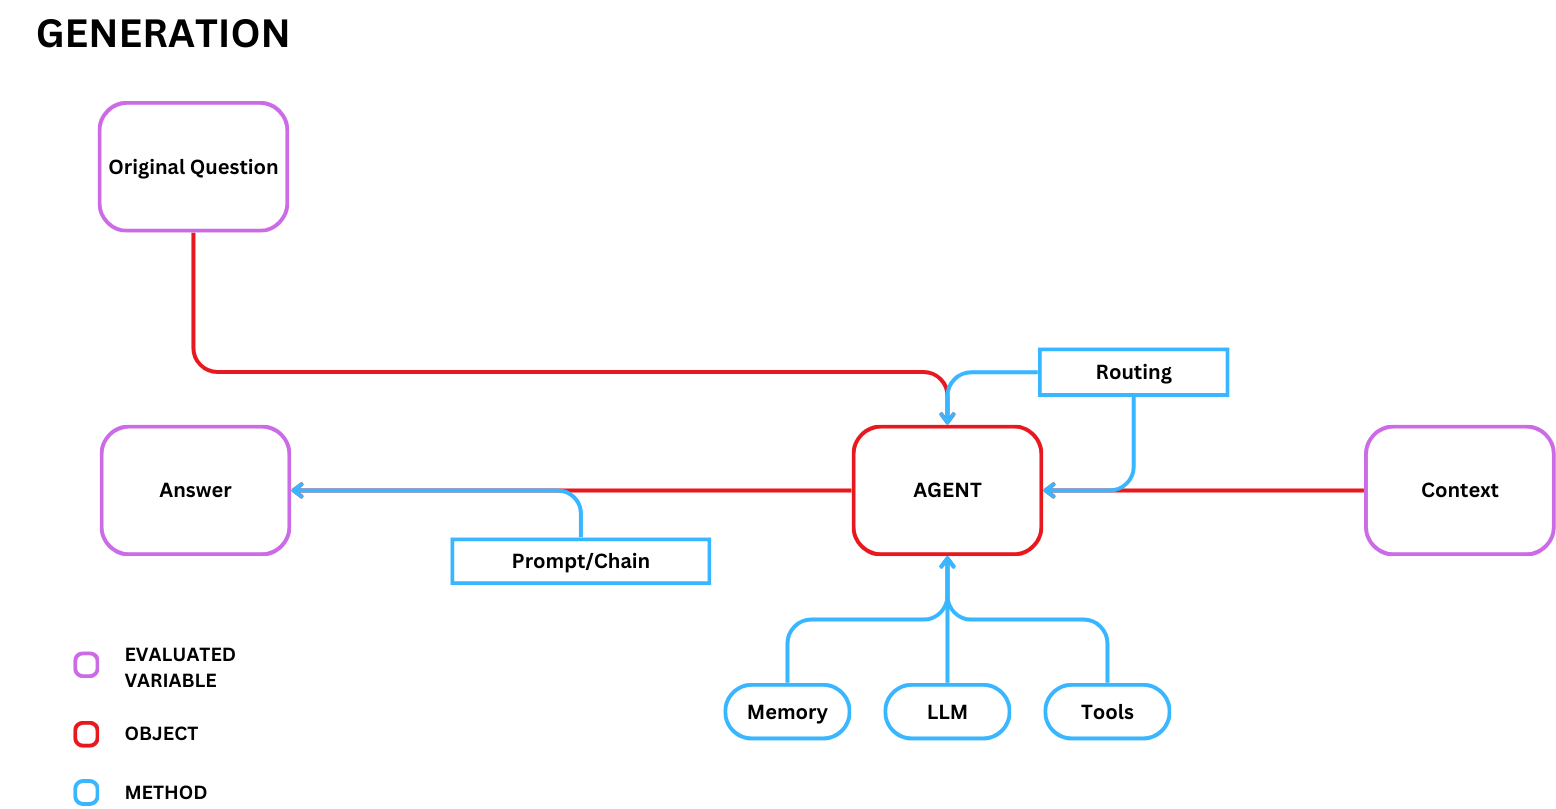 GENERATION
Original Question
Routing
Answer
AGENT
Context
Prompt/Chain
EVALUATED
VARIABLE
OBJECT
METHOD
Memory
LLM
Tools